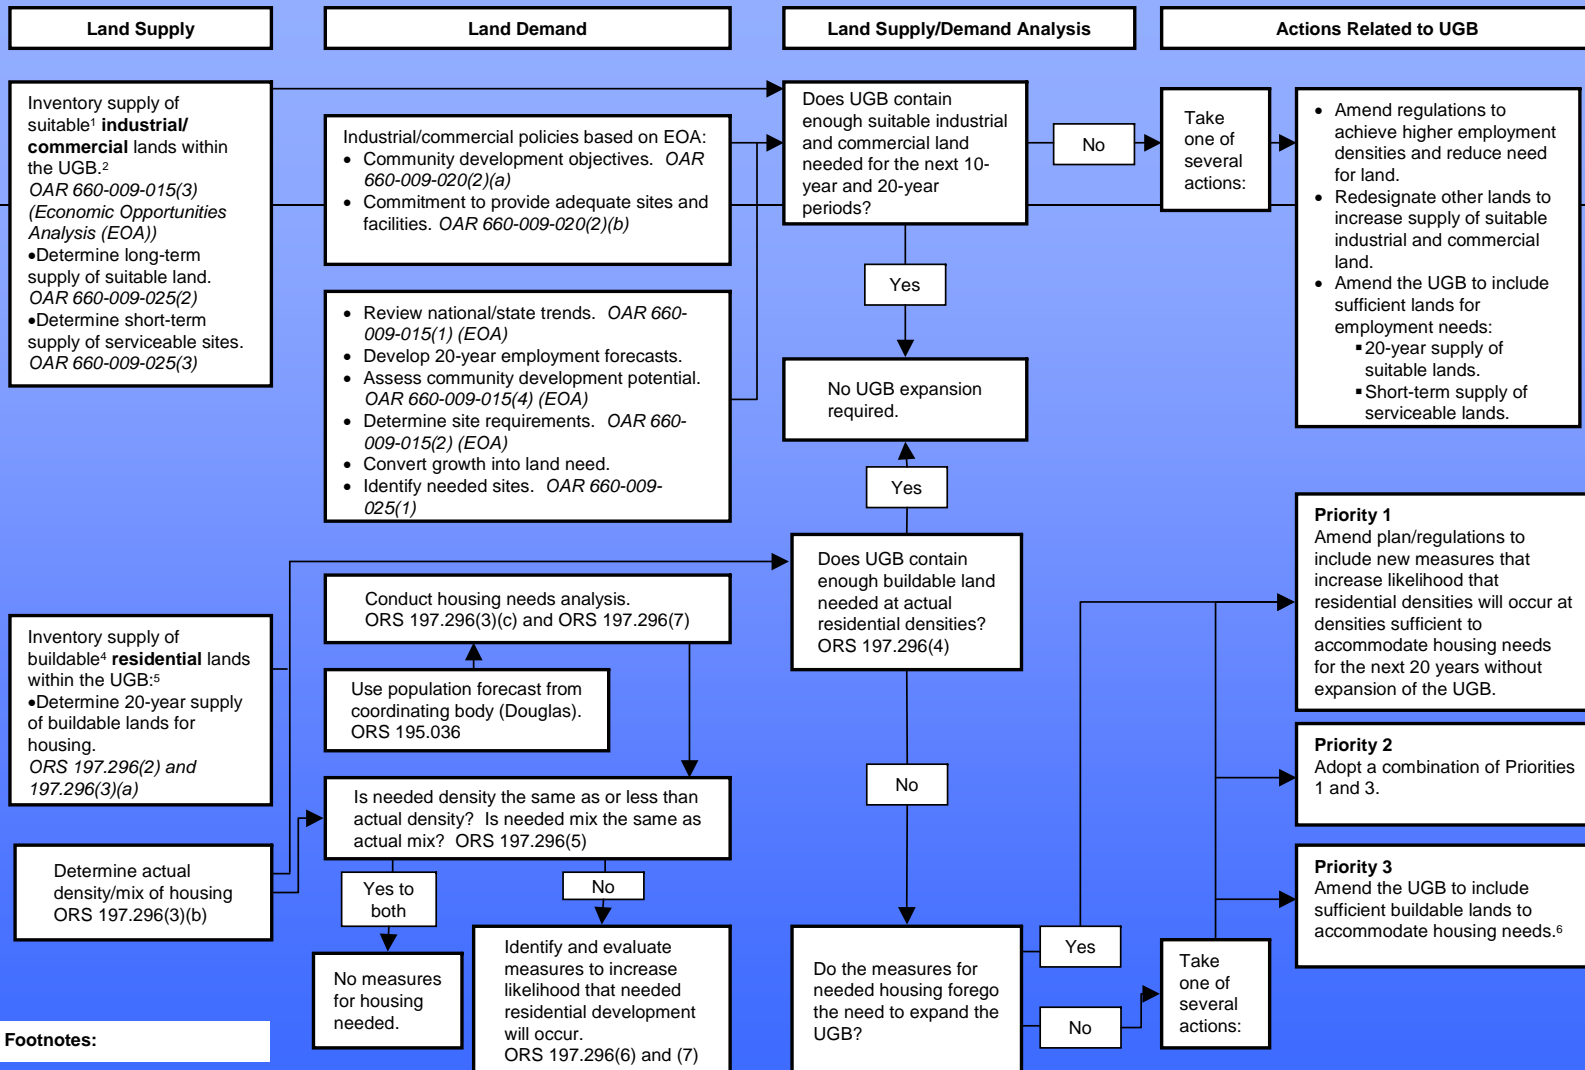 Land Supply
Land Demand
Land Supply/Demand Analysis
Actions Related to UGB
Inventory supply of
suitable¹ industrial/
commercial lands within
the UGB.²
OAR 660-009-015(3)
(Economic Opportunities
Analysis (EOA))
•Determine long-term
supply of suitable land.
OAR 660-009-025(2)
•Determine short-term
supply of serviceable sites.
OAR 660-009-025(3)
Industrial/commercial policies based on EOA:
• Community development objectives. OAR
660-009-020(2)(a)
• Commitment to provide adequate sites and
facilities. OAR 660-009-020(2)(b)
• Review national/state trends. OAR 660-
009-015(1) (EOA)
• Develop 20-year employment forecasts.
• Assess community development potential.
OAR 660-009-015(4) (EOA)
• Determine site requirements. OAR 660-
009-015(2) (EOA)
• Convert growth into land need.
• Identify needed sites. OAR 660-009-
025(1)
Does UGB contain
enough suitable industrial
and commercial land
needed for the next 10-
year and 20-year
periods?
No
Take
one of
several
actions:
• Amend regulations to
achieve higher employment
densities and reduce need
for land.
• Redesignate other lands to
increase supply of suitable
industrial and commercial
land.
• Amend the UGB to include
sufficient lands for
employment needs:
▪20-year supply of
suitable lands.
▪Short-term supply of
serviceable lands.
Yes
No UGB expansion
required.
Yes
Does UGB contain
enough buildable land
needed at actual
residential densities?
ORS 197.296(4)
Inventory supply of
buildable⁴ residential lands
within the UGB:⁵
•Determine 20-year supply
of buildable lands for
housing.
ORS 197.296(2) and
197.296(3)(a)
Conduct housing needs analysis.
ORS 197.296(3)(c) and ORS 197.296(7)
Use population forecast from
coordinating body (Douglas).
ORS 195.036
Is needed density the same as or less than
actual density? Is needed mix the same as
actual mix? ORS 197.296(5)
Determine actual
density/mix of housing
ORS 197.296(3)(b)
Yes to
both
No
No measures
for housing
needed.
Identify and evaluate
measures to increase
likelihood that needed
residential development
will occur.
ORS 197.296(6) and (7)
No
Do the measures for
needed housing forego
the need to expand the
UGB?
Yes
No
Take
one of
several
actions:
Priority 1
Amend plan/regulations to
include new measures that
increase likelihood that
residential densities will occur at
densities sufficient to
accommodate housing needs
for the next 20 years without
expansion of the UGB.
Priority 2
Adopt a combination of Priorities
1 and 3.
Priority 3
Amend the UGB to include
sufficient buildable lands to
accommodate housing needs.⁶
Footnotes: